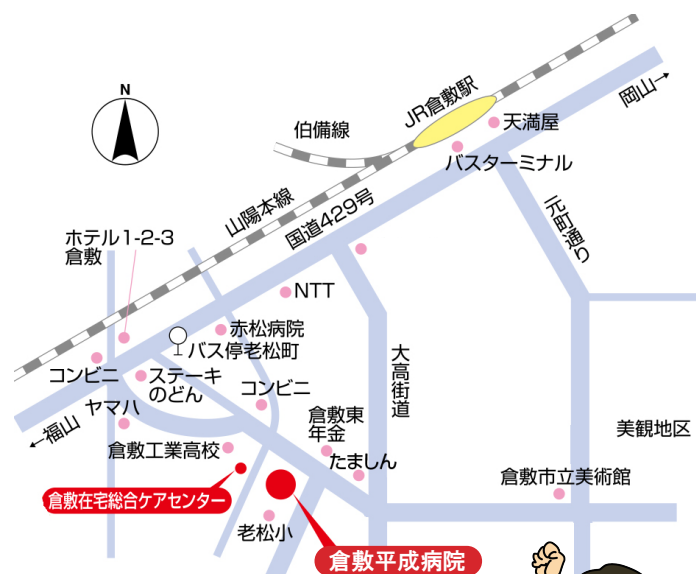 N
JR倉敷駅
岡山→
天満屋
伯備線
バスターミナル
山陽本線
国道429号
元町通り
ホテル1-2-3
倉敷
NTT
赤松病院
バス停老松町
大高街道
コンビニ
ステーキ
のどん
コンビニ
ヤマハ
倉敷東
年金
←福山
美観地区
倉敷工業高校
たましん
倉敷市立美術館
倉敷在宅総合ケアセンター
老松小
倉敷平成病院